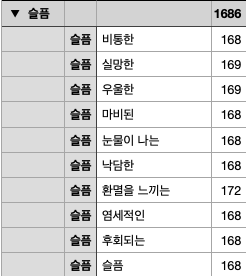 ▼ 슬픔 1686
슬픔 비통한 168
슬픔 실망한 169
슬픔 우울한 169
슬픔 마비된 168
슬픔 눈물이 나는 168
슬픔 낙담한 168
슬픔 환멸을 느끼는 172
슬픔 염세적인 168
슬픔 후회되는 168
슬픔 슬픔 168